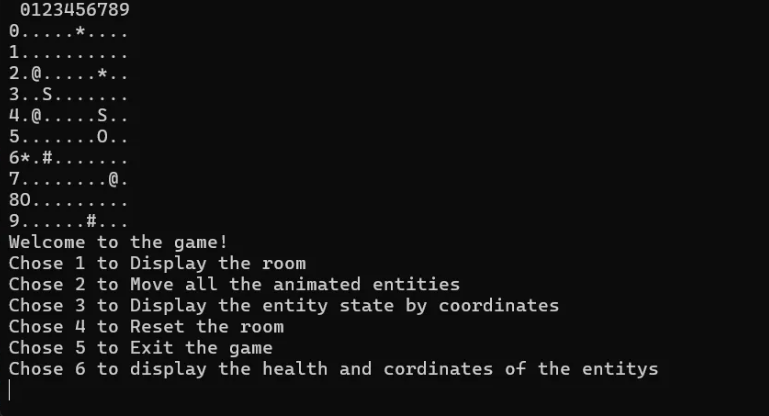 0123456789
0.....*....
1..........
2.@.....*..
3..S.......
4.@.....S..
5.......O..
6*.#.......
7........@.
8O.........
9......#...
Welcome to the game!
Chose 1 to Display the room
Chose 2 to Move all the animated entities
Chose 3 to Display the entity state by coordinates
Chose 4 to Reset the room
Chose 5 to Exit the game
Chose 6 to display the health and cordinates of the entitys